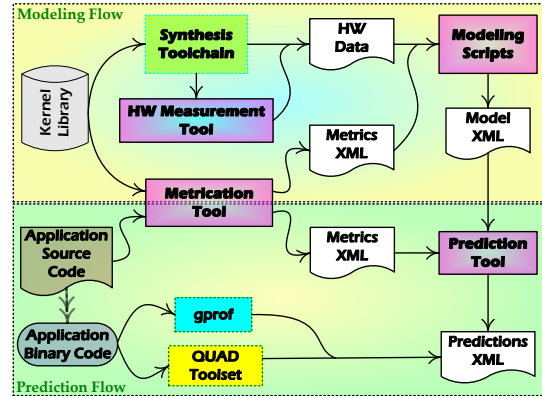 Modeling Flow
Synthesis
Toolchain
HW
Data
Modeling
Scripts
Kernel
Library
HW Measurement
Tool
Metrics
XML
Model
XML
Metrication
Tool
Application
Source
Code
Metrics
XML
Prediction
Tool
gprof
Application
Binary Code
QUAD
Toolset
Predictions
XML
Prediction Flow